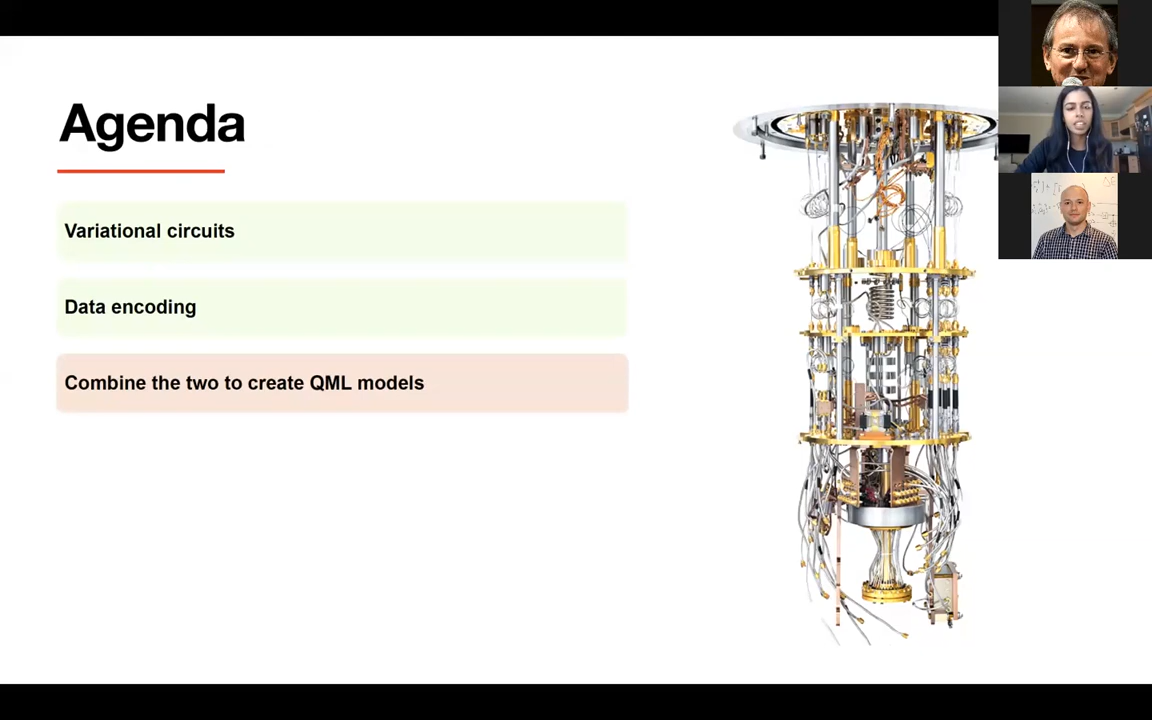 Agenda
Variational circuits
Data encoding
Combine the two to create QML models